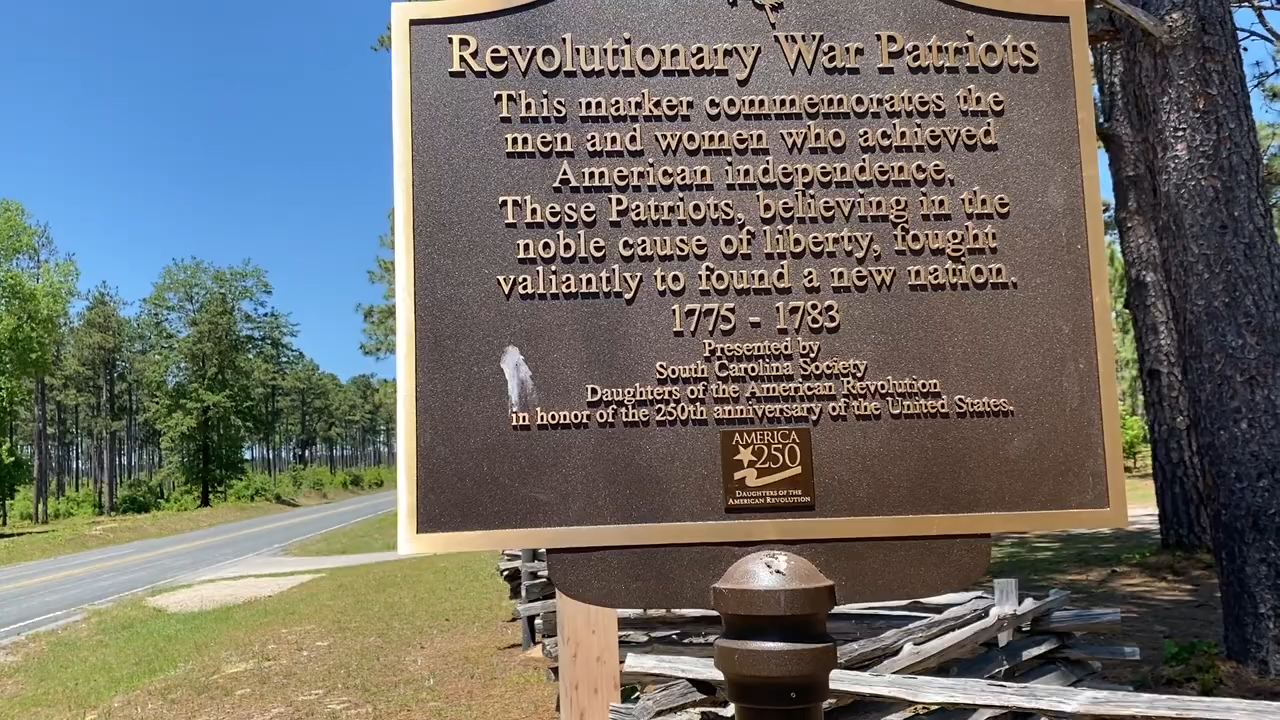 Revolutionary War Patriots
This marker commemorates the
men and women who achieved
American independence.
These Patriots, believing in the
noble cause of liberty, fought
valiantly to found a new nation.
1775 - 1783
Presented by
South Carolina Society
Daughters of the American Revolution
in honor of the 250th anniversary of the United States.
AMERICA
250
DAUGHTERS OF THE
AMERICAN REVOLUTION